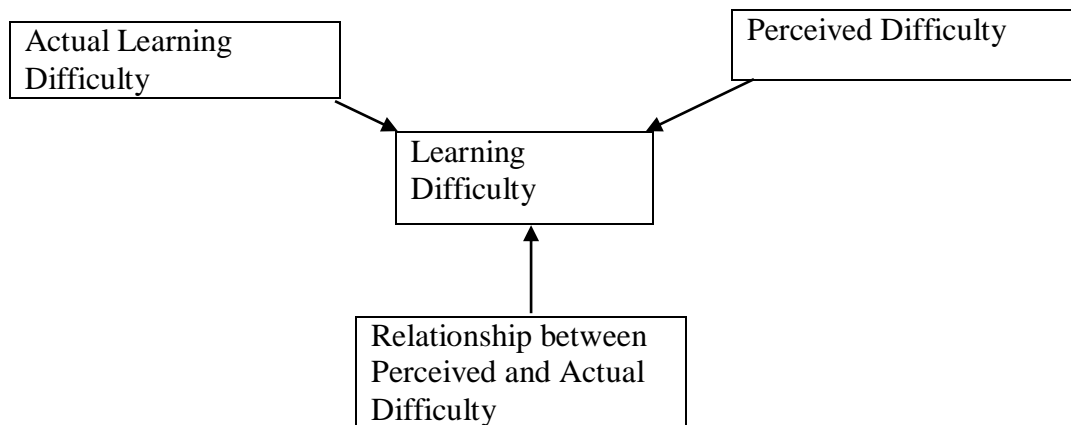 Actual Learning
Difficulty
Perceived Difficulty
Learning
Difficulty
Relationship between
Perceived and Actual
Difficulty